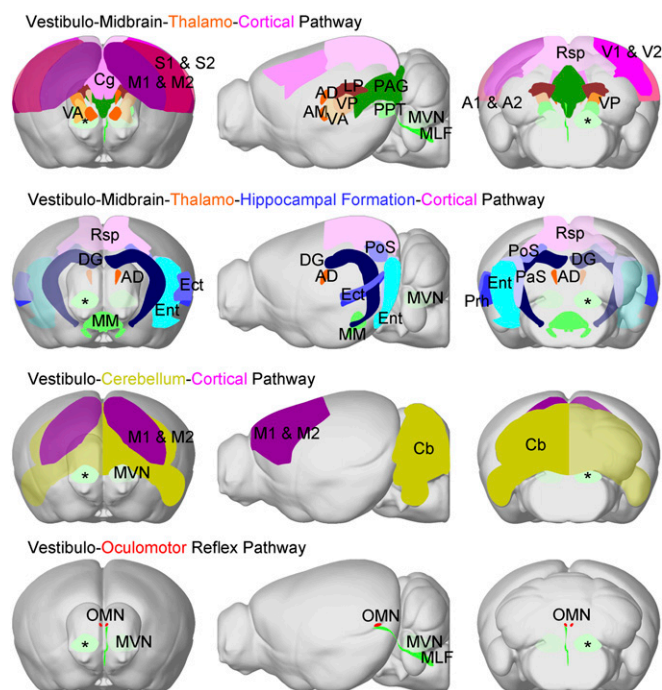 Vestibulo-Midbrain-Thalamo-Cortical Pathway
S1 & S2
Cg
M1 & M2
VA
*
AD
LP
PAG
AM
VP
VA
PPT
MVN
MLF
Rsp
V1 & V2
A1 & A2
VP
*
Vestibulo-Midbrain-Thalamo-Hippocampal Formation-Cortical Pathway
Rsp
DG
AD
Ect
*
Ent
MM
PoS
DG
AD
Ect
MVN
Ent
MM
Rsp
PoS
DG
Ent
PaS
AD
Prh
*
Vestibulo-Cerebellum-Cortical Pathway
M1 & M2
*
MVN
M1 & M2
Cb
Cb
*
Vestibulo-Oculomotor Reflex Pathway
OMN
*
MVN
OMN
MVN
MLF
OMN
*